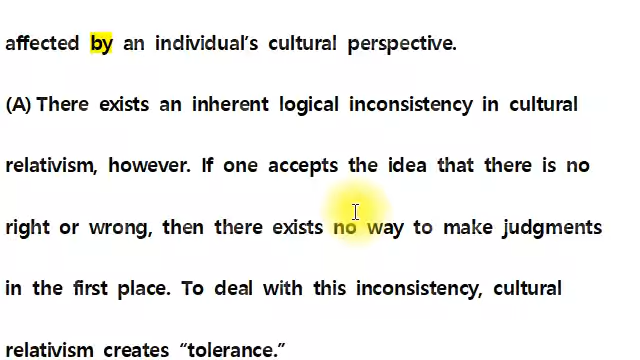 affected by an individual's cultural perspective.
(A) There exists an inherent logical inconsistency in cultural
relativism, however. If one accepts the idea that there is no
right or wrong, then there exists no way to make judgments
in the first place. To deal with this inconsistency, cultural
relativism creates “tolerance.”